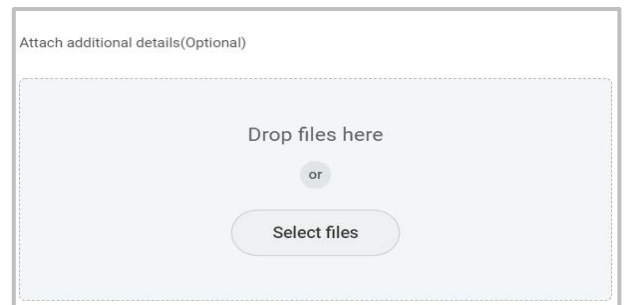 Attach additional details(Optional)
Drop files here
or
Select files